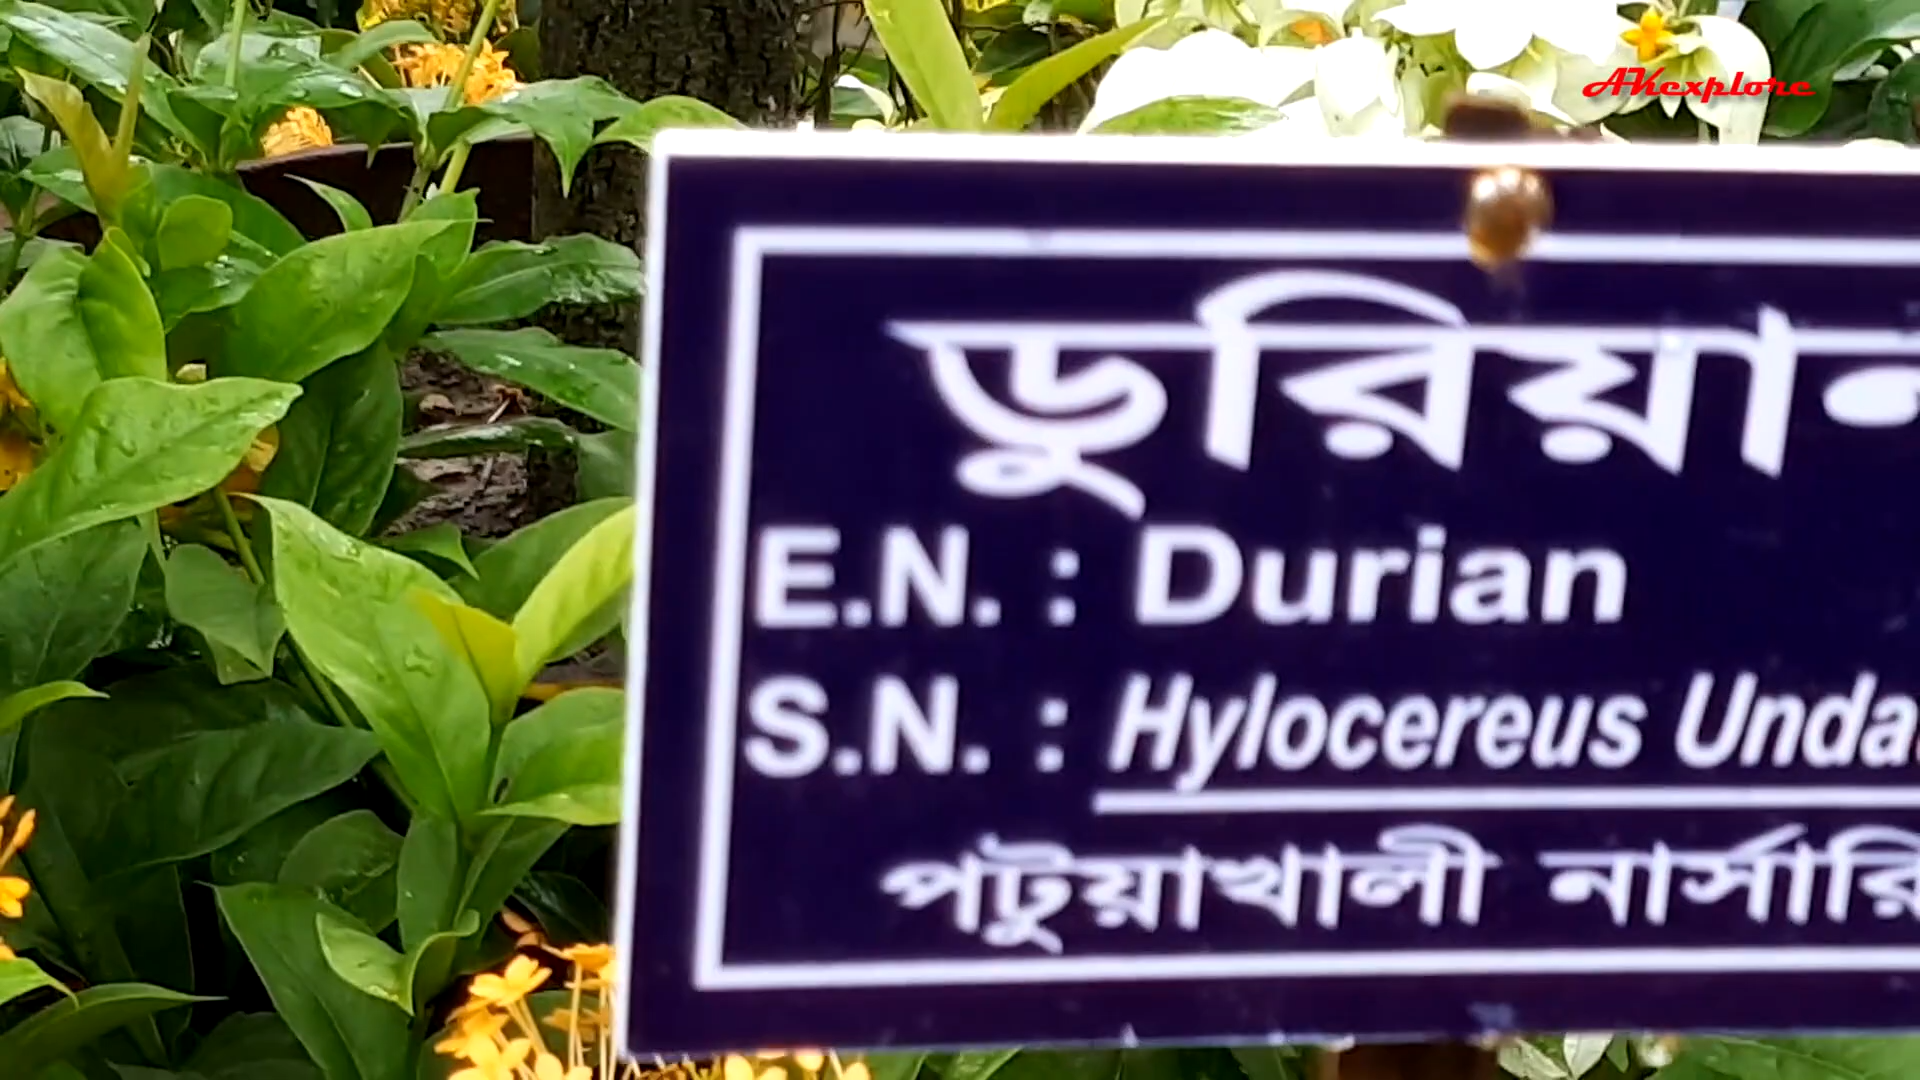 AKexplore
ডুরিয়ান
E.N. : Durian
S.N. : Hylocereus
পটুয়াখালী